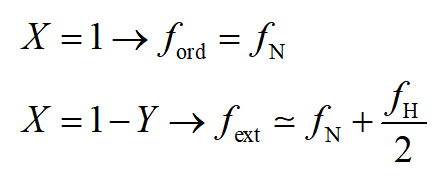 X = 1 → f_ord = f_N
X = 1 − Y → f_ext ≃ f_N + f_H/2